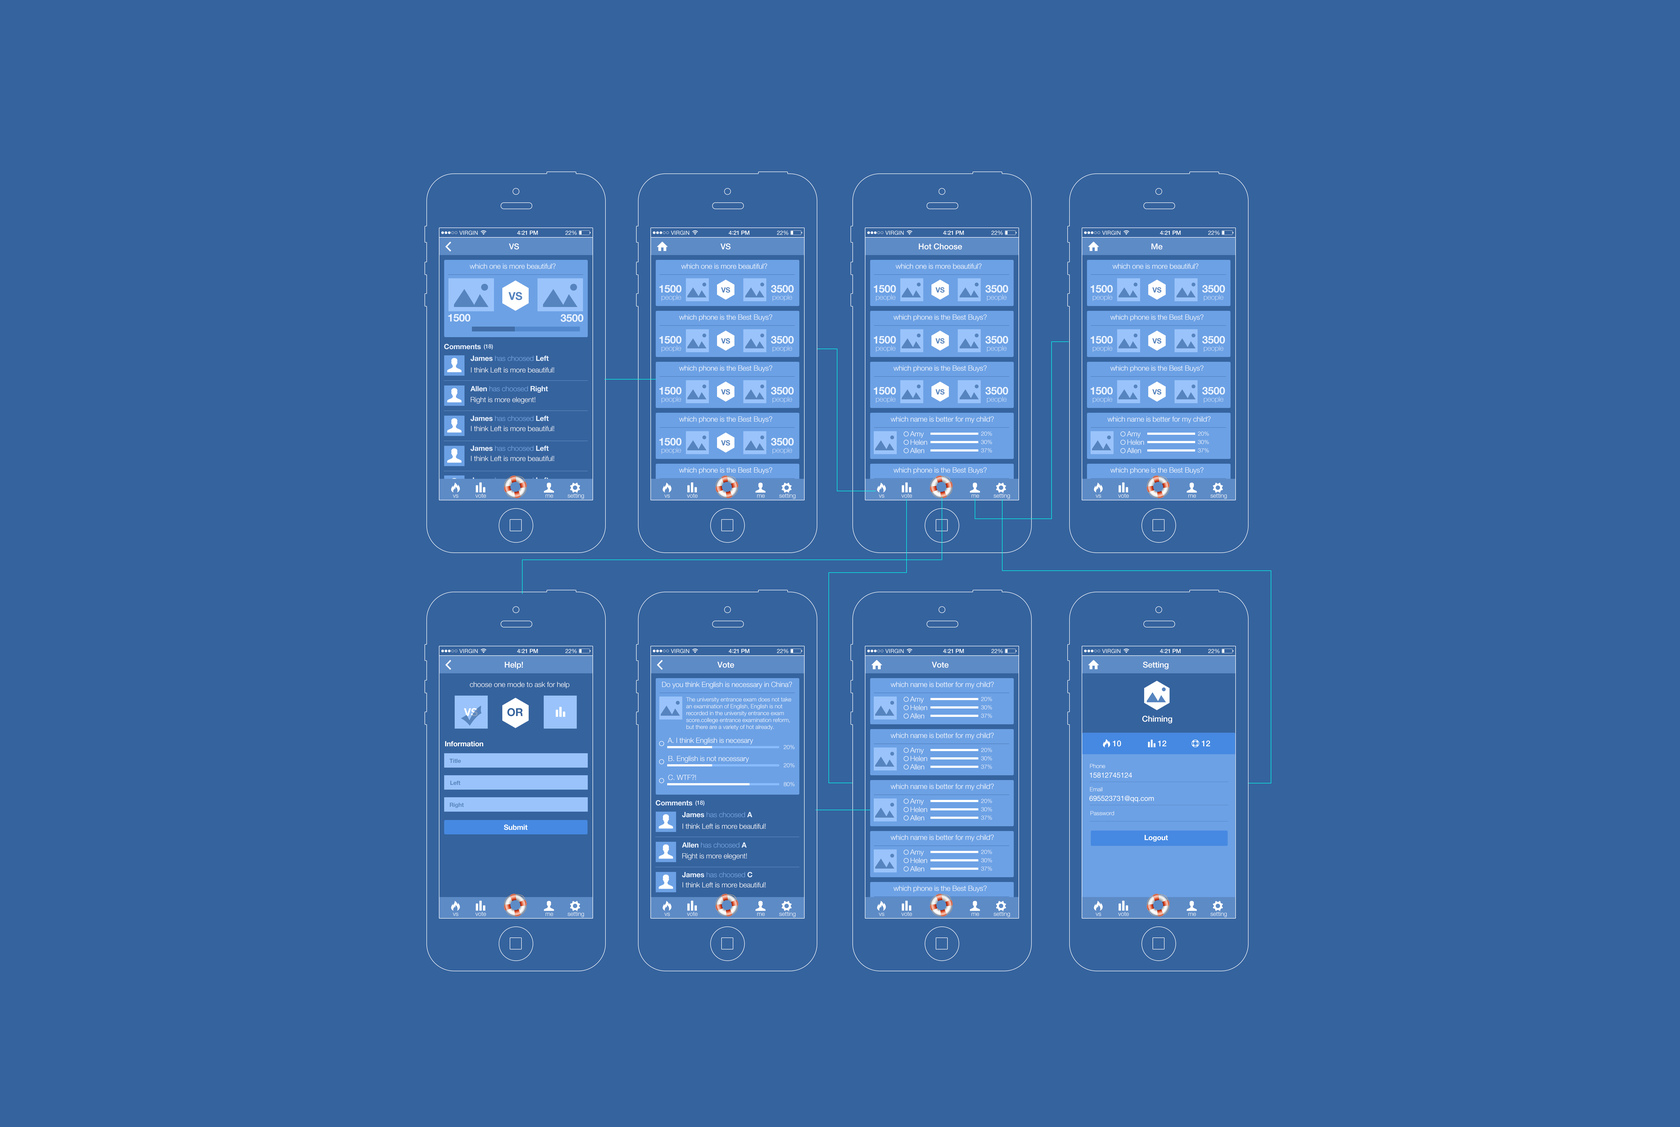 ●●●○○ VIRGIN 4:21 PM 22%
VS
which one is more beautiful?
VS
1500 3500
Comments (18)
James has choosed Left
I think Left is more beautiful!
Allen has choosed Right
Right is more elegent!
James has choosed Left
I think Left is more beautiful!
James has choosed Left
I think Left is more beautiful!
vs vote me setting
●●●○○ VIRGIN 4:21 PM 22%
VS
which one is more beautiful?
1500 people VS 3500 people
which phone is the Best Buys?
1500 people VS 3500 people
which phone is the Best Buys?
1500 people VS 3500 people
which phone is the Best Buys?
1500 people VS 3500 people
which phone is the Best Buys?
vs vote me setting
●●●○○ VIRGIN 4:21 PM 22%
Hot Choose
which one is more beautiful?
1500 people VS 3500 people
which phone is the Best Buys?
1500 people VS 3500 people
which phone is the Best Buys?
1500 people VS 3500 people
which name is better for my child?
Amy 20%
Helen 30%
Allen 37%
which phone is the Best Buys?
vs vote me setting
●●●○○ VIRGIN 4:21 PM 22%
Me
which one is more beautiful?
1500 people VS 3500 people
which phone is the Best Buys?
1500 people VS 3500 people
which phone is the Best Buys?
1500 people VS 3500 people
which name is better for my child?
Amy 20%
Helen 30%
Allen 37%
which phone is the Best Buys?
vs vote me setting
●●●○○ VIRGIN 4:21 PM 22%
Help!
choose one mode to ask for help
VS OR
Information
Title
Left
Right
Submit
vs vote me setting
●●●○○ VIRGIN 4:21 PM 22%
Vote
Do you think English is necessary in China?
The university entrance exam does not take
an examination of English. English is not
recorded in the university entrance exam
score,college entrance examination reform,
but there are a variety of hot already.
A. I think English is necesary
20%
B. English is not necessary
20%
C. WTF?!
60%
Comments (18)
James has choosed A
I think Left is more beautiful!
Allen has choosed A
Right is more elegent!
James has choosed C
I think Left is more beautiful!
vs vote me setting
●●●○○ VIRGIN 4:21 PM 22%
Vote
which name is better for my child?
Amy 20%
Helen 30%
Allen 37%
which name is better for my child?
Amy 20%
Helen 30%
Allen 37%
which name is better for my child?
Amy 20%
Helen 30%
Allen 37%
which name is better for my child?
Amy 20%
Helen 30%
Allen 37%
which phone is the Best Buys?
vs vote me setting
●●●○○ VIRGIN 4:21 PM 22%
Setting
Chiming
10 12 12
Phone
15812745124
Email
695523731@qq.com
Password
Logout
vs vote me setting